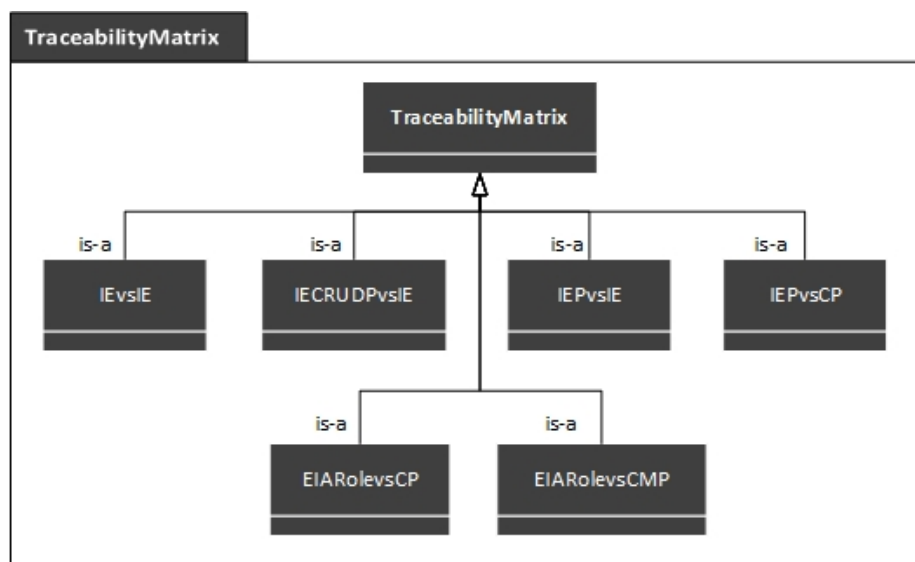 TraceabilityMatrix
TraceabilityMatrix
is-a is-a is-a is-a
IEvsIE IECRUDPvsIE IEPvsIE IEPvsCP
is-a is-a
EIARolevsCP EIARolevsCMP